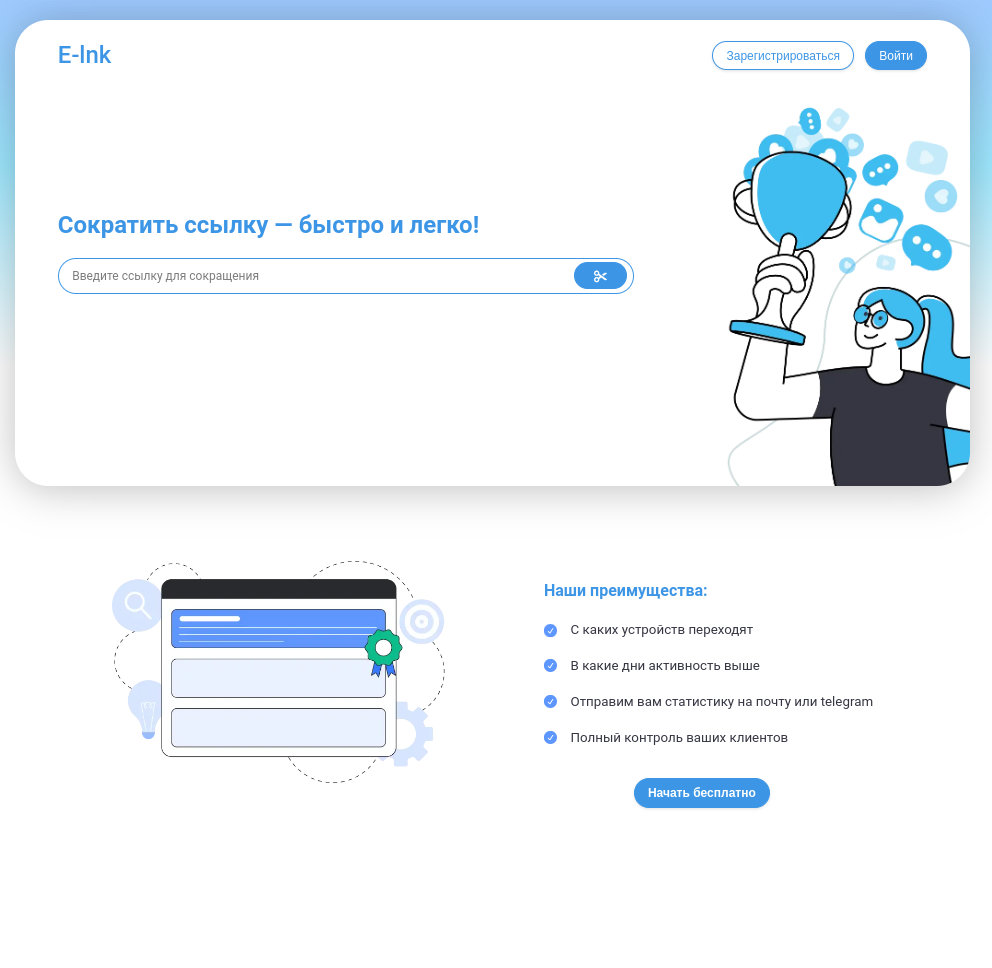 E-lnk
Зарегистрироваться
Войти
Сократить ссылку — быстро и легко!
Введите ссылку для сокращения
Наши преимущества:
С каких устройств переходят
В какие дни активность выше
Отправим вам статистику на почту или telegram
Полный контроль ваших клиентов
Начать бесплатно